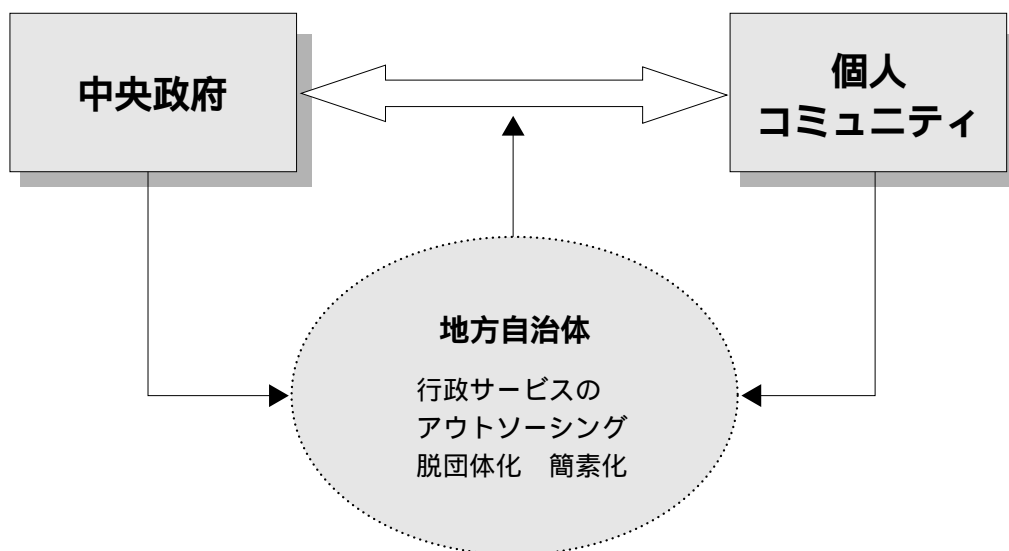 中央政府
個人
コミュニティ
地方自治体
行政サービスの
アウトソーシング
脱団体化　簡素化